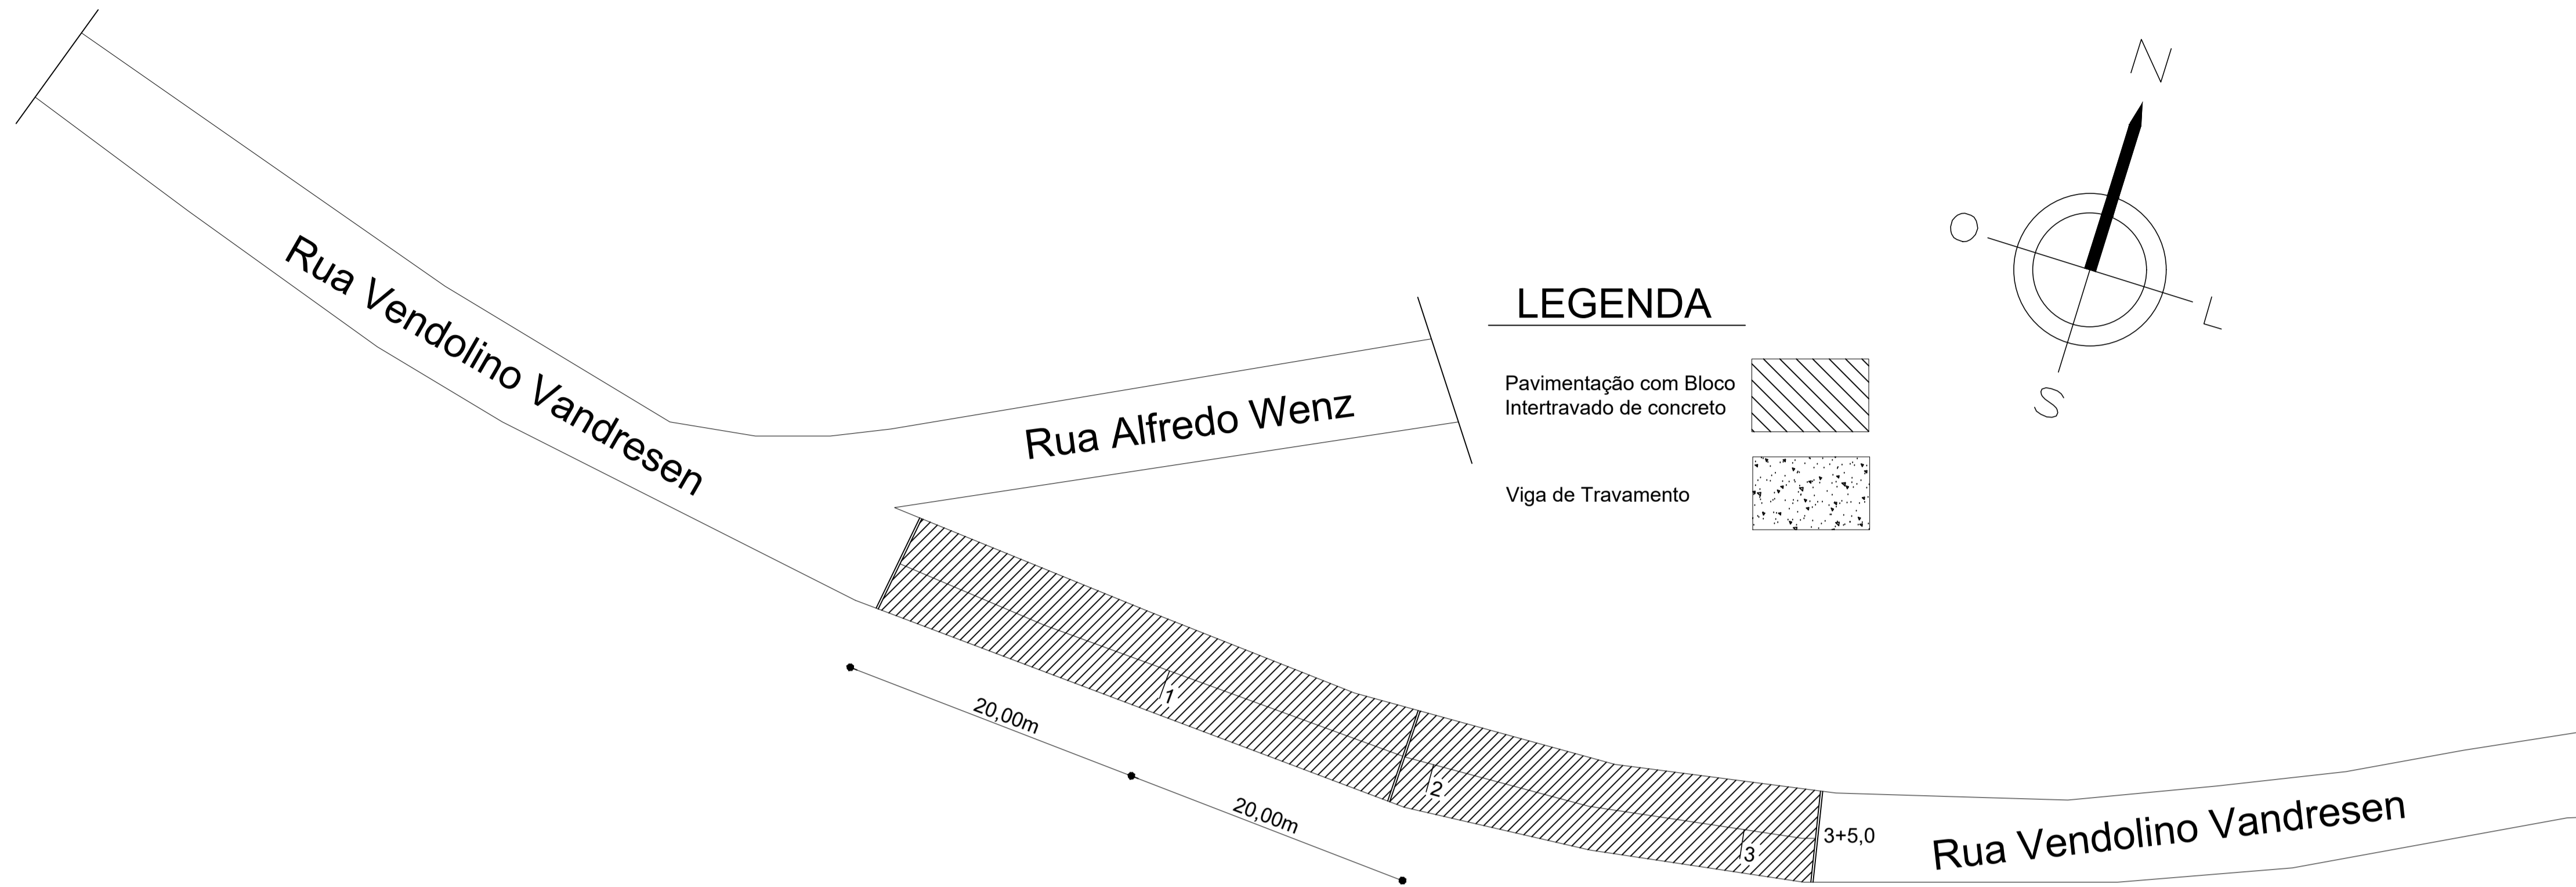 N
O
L
S
Rua Vendolino Vandresen
Rua Alfredo Wenz
LEGENDA
Pavimentação com Bloco
Intertravado de concreto
Viga de Travamento
1
20,00m
2
20,00m
3
3+5,0
Rua Vendolino Vandresen